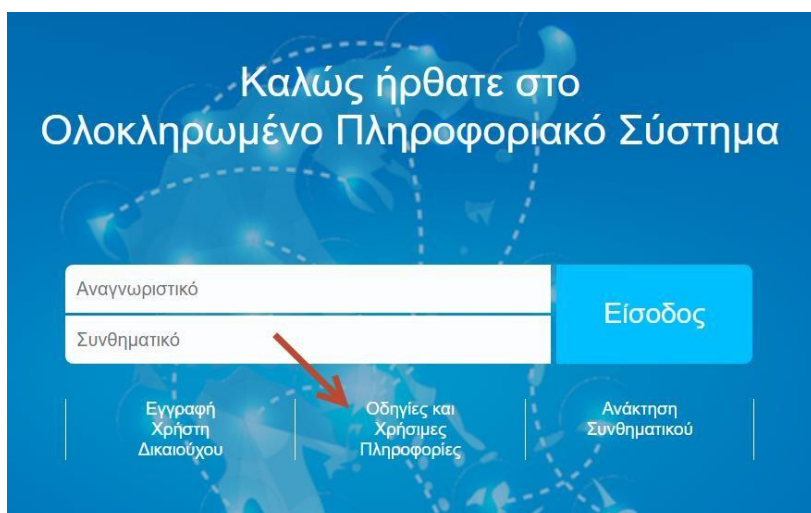 Καλώς ήρθατε στο
Ολοκληρωμένο Πληροφοριακό Σύστημα
Αναγνωριστικό
Συνθηματικό
Είσοδος
Εγγραφή
Χρήστη
Δικαιούχου
Οδηγίες και
Χρήσιμες
Πληροφορίες
Ανάκτηση
Συνθηματικού